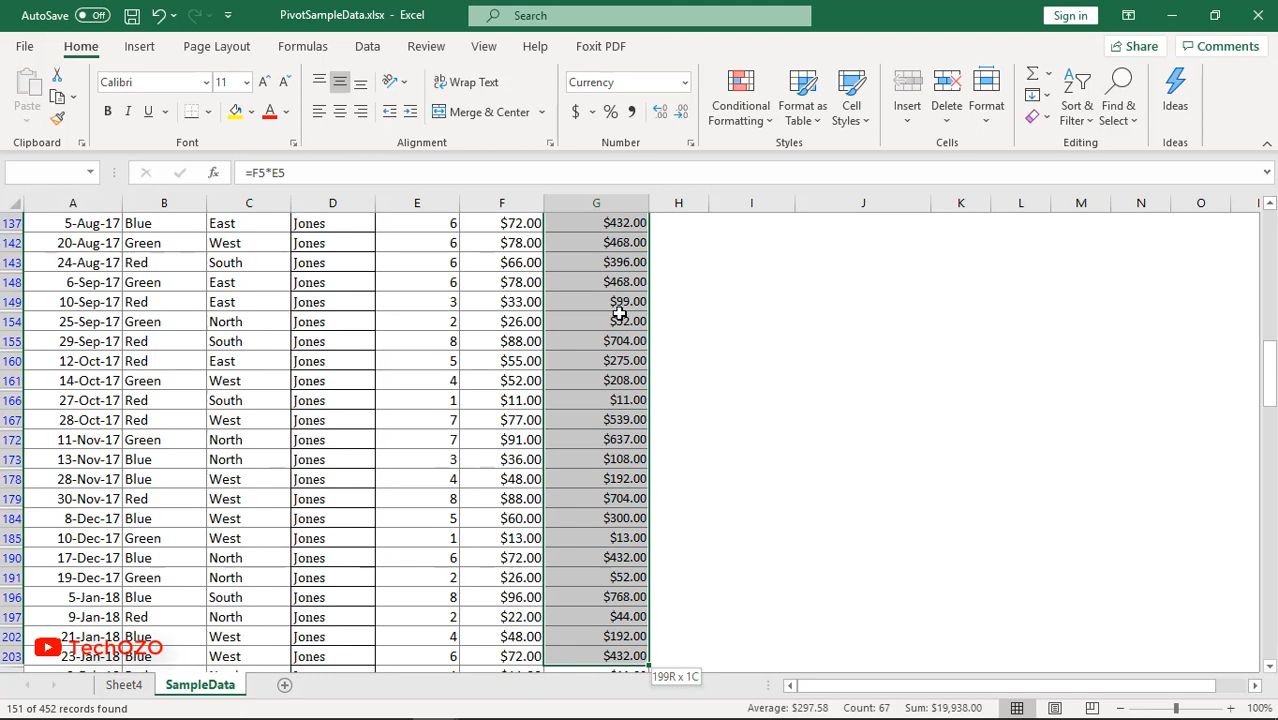 AutoSave Off PivotSampleData.xlsx - Excel Search Sign in
File Home Insert Page Layout Formulas Data Review View Help Foxit PDF Share Comments
Paste Calibri 11 Wrap Text Currency Conditional Formatting Format as Table Cell Styles Insert Delete Format Sort & Filter Find & Select Ideas
B I U A Merge & Center $ % ,
Clipboard Font Alignment Number Styles Cells Editing Ideas
fx =F5*E5
A B C D E F G H I J K L M N O
137 5-Aug-17 Blue East Jones 6 $72.00 $432.00
142 20-Aug-17 Green West Jones 6 $78.00 $468.00
143 24-Aug-17 Red South Jones 6 $66.00 $396.00
148 6-Sep-17 Green East Jones 6 $78.00 $468.00
149 10-Sep-17 Red East Jones 3 $33.00 $99.00
154 25-Sep-17 Green North Jones 2 $26.00 $52.00
155 29-Sep-17 Red South Jones 8 $88.00 $704.00
160 12-Oct-17 Red East Jones 5 $55.00 $275.00
161 14-Oct-17 Green West Jones 4 $52.00 $208.00
166 27-Oct-17 Red South Jones 1 $11.00 $11.00
167 28-Oct-17 Red West Jones 7 $77.00 $539.00
172 11-Nov-17 Green North Jones 7 $91.00 $637.00
173 13-Nov-17 Blue North Jones 3 $36.00 $108.00
178 28-Nov-17 Blue West Jones 4 $48.00 $192.00
179 30-Nov-17 Red West Jones 8 $88.00 $704.00
184 8-Dec-17 Blue West Jones 5 $60.00 $300.00
185 10-Dec-17 Green West Jones 1 $13.00 $13.00
190 17-Dec-17 Blue North Jones 6 $72.00 $432.00
191 19-Dec-17 Green North Jones 2 $26.00 $52.00
196 5-Jan-18 Blue South Jones 8 $96.00 $768.00
197 9-Jan-18 Red North Jones 2 $22.00 $44.00
202 21-Jan-18 Blue West Jones 4 $48.00 $192.00
TechOZO
203 23-Jan-18 Blue West Jones 6 $72.00 $432.00
199R x 1C
Sheet4 SampleData
151 of 452 records found Average: $297.58 Count: 67 Sum: $19,938.00 100%